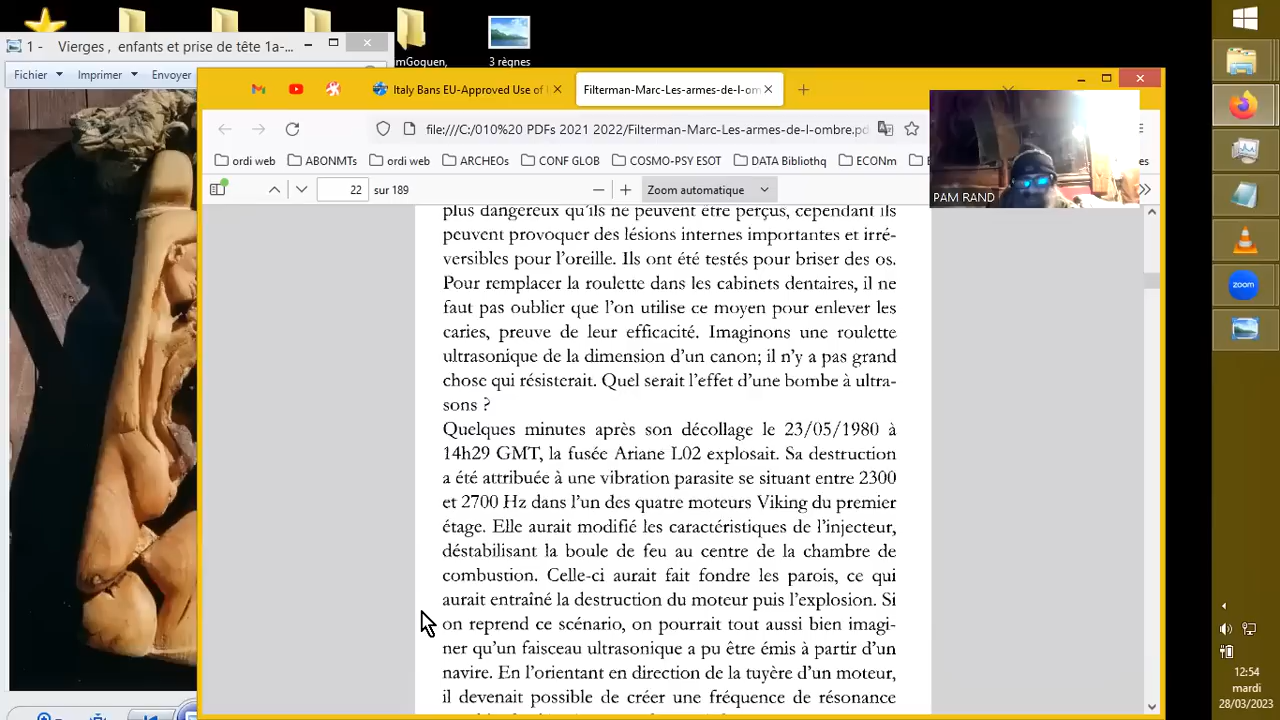 mGoquen,
3 règnes
1 - Vierges , enfants et prise de tête 1a-...
Fichier
Imprimer
Envoyer
Italy Bans EU-Approved Use of
Filterman-Marc-Les-armes-de-l-om
file:///C:/010%20 PDFs 2021 2022/Filterman-Marc-Les-armes-de-l-ombre.pd
ordi web
ABONMTs
ordi web
ARCHEOs
CONF GLOB
COSMO-PSY ESOT
DATA Bibliothq
ECONm
es
22 sur 189
Zoom automatique
PAM RAND
plus dangereux qu'ils ne peuvent être perçus, cependant ils
peuvent provoquer des lésions internes importantes et irré-
versibles pour l'oreille. Ils ont été testés pour briser des os.
Pour remplacer la roulette dans les cabinets dentaires, il ne
faut pas oublier que l'on utilise ce moyen pour enlever les
caries, preuve de leur efficacité. Imaginons une roulette
ultrasonique de la dimension d'un canon; il n'y a pas grand
chose qui résisterait. Quel serait l'effet d'une bombe à ultra-
sons ?
Quelques minutes après son décollage le 23/05/1980 à
14h29 GMT, la fusée Ariane L02 explosait. Sa destruction
a été attribuée à une vibration parasite se situant entre 2300
et 2700 Hz dans l'un des quatre moteurs Viking du premier
étage. Elle aurait modifié les caractéristiques de l'injecteur,
déstabilisant la boule de feu au centre de la chambre de
combustion. Celle-ci aurait fait fondre les parois, ce qui
aurait entraîné la destruction du moteur puis l'explosion. Si
on reprend ce scénario, on pourrait tout aussi bien imagi-
ner qu'un faisceau ultrasonique a pu être émis à partir d'un
navire. En l'orientant en direction de la tuyère d'un moteur,
il devenait possible de créer une fréquence de résonance
zoom
12:54
mardi
28/03/2023